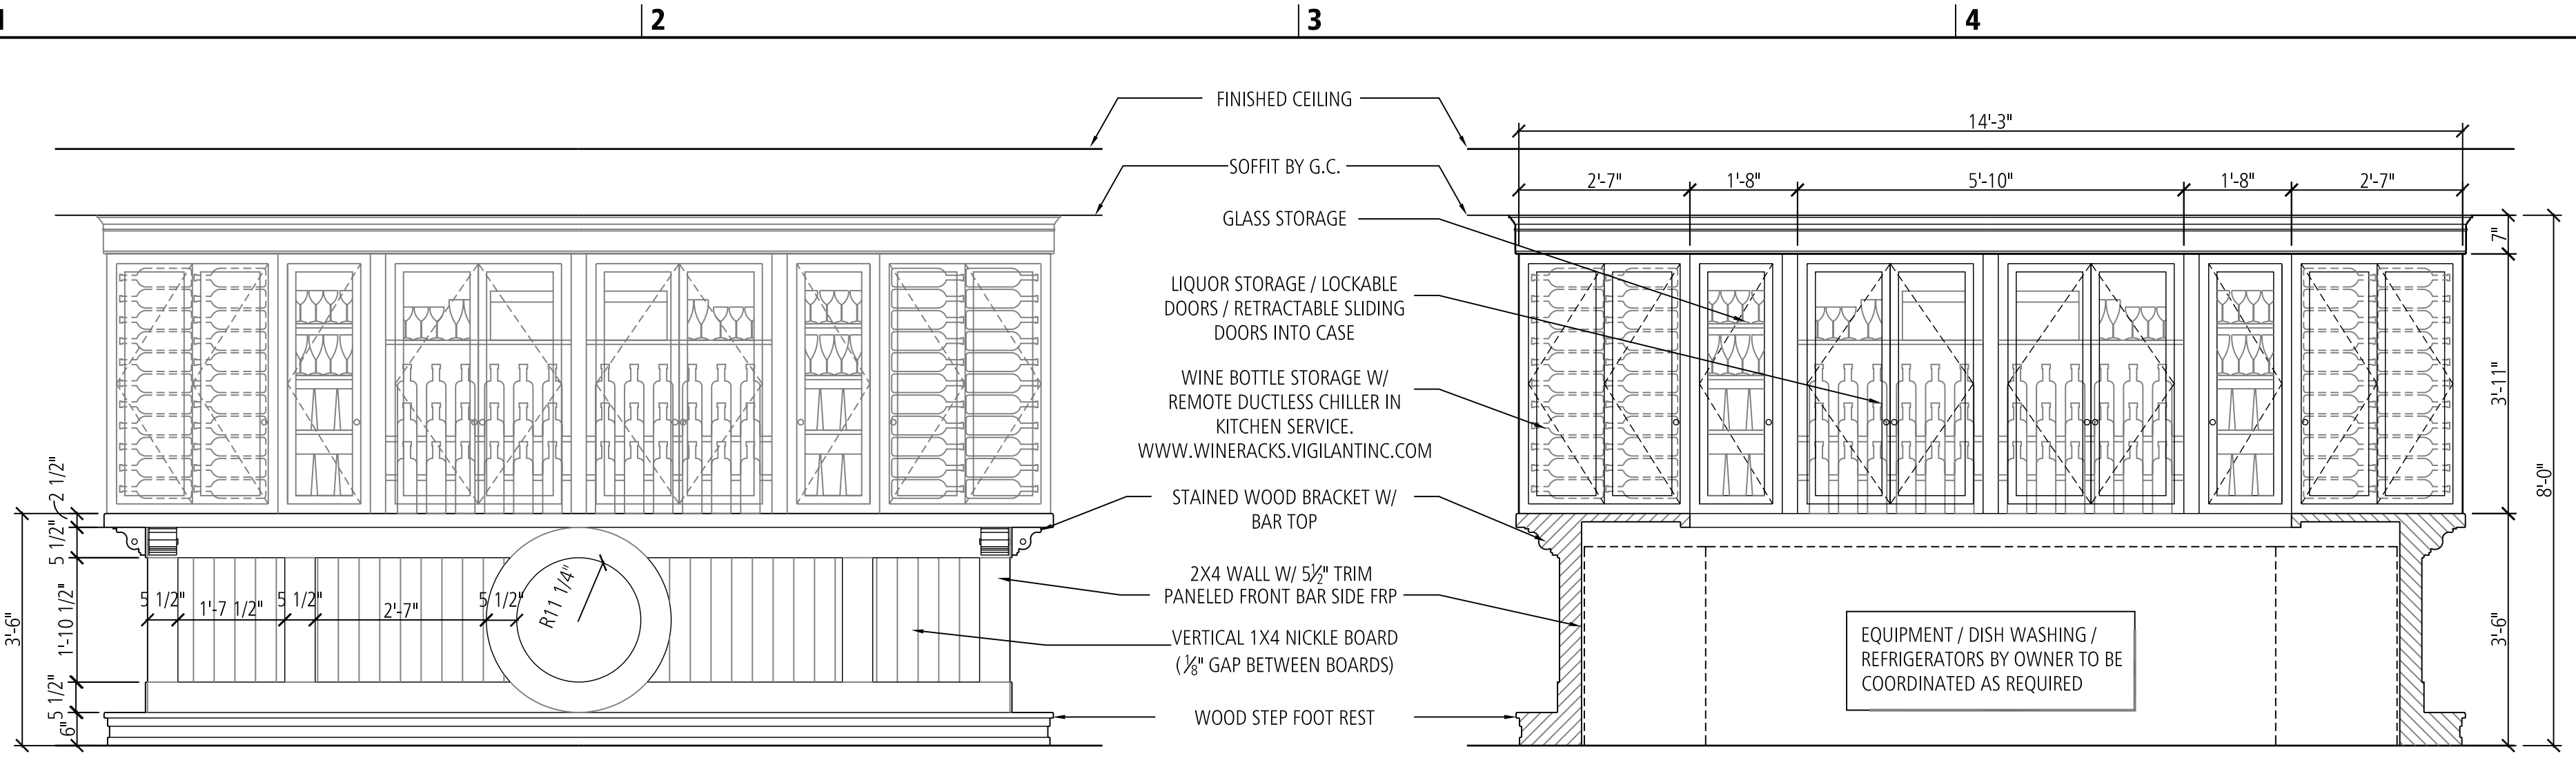 1
2
3
4
FINISHED CEILING
SOFFIT BY G.C.
GLASS STORAGE
LIQUOR STORAGE / LOCKABLE
DOORS / RETRACTABLE SLIDING
DOORS INTO CASE
WINE BOTTLE STORAGE W/
REMOTE DUCTLESS CHILLER IN
KITCHEN SERVICE.
WWW.WINERACKS.VIGILANTINC.COM
STAINED WOOD BRACKET W/
BAR TOP
2X4 WALL W/ 5½" TRIM
PANELED FRONT BAR SIDE FRP
VERTICAL 1X4 NICKLE BOARD
(⅛" GAP BETWEEN BOARDS)
WOOD STEP FOOT REST
3'-6"
2 1/2"
5 1/2"
1'-10 1/2"
5 1/2"
6"
5 1/2"
1'-7 1/2"
5 1/2"
2'-7"
5 1/2"
R11 1/4"
14'-3"
2'-7"
1'-8"
5'-10"
1'-8"
2'-7"
7"
3'-11"
3'-6"
8'-0"
EQUIPMENT / DISH WASHING /
REFRIGERATORS BY OWNER TO BE
COORDINATED AS REQUIRED